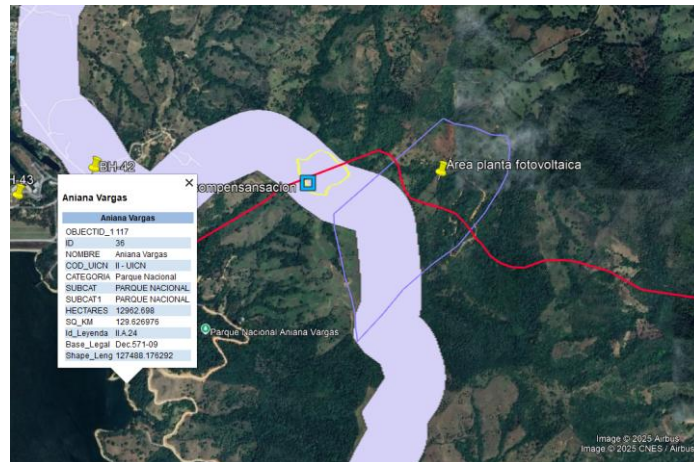 BH-42
H-43
compensansación
Area planta fotovoltaica
Aniana Vargas
Aniana Vargas
OBJECTID_1 117
ID 36
NOMBRE Aniana Vargas
COD_UICN II - UICN
CATEGORIA Parque Nacional
SUBCAT PARQUE NACIONAL
SUBCAT1 PARQUE NACIONAL
HECTARES 12962.698
SQ_KM 129.626976
Id_Leyenda II.A.24
Base_Legal Dec.571-09
Shape_Leng 127488.176292
Parque Nacional Aniana Vargas
Image © 2025 Airbus
Image © 2025 CNES / Airbus